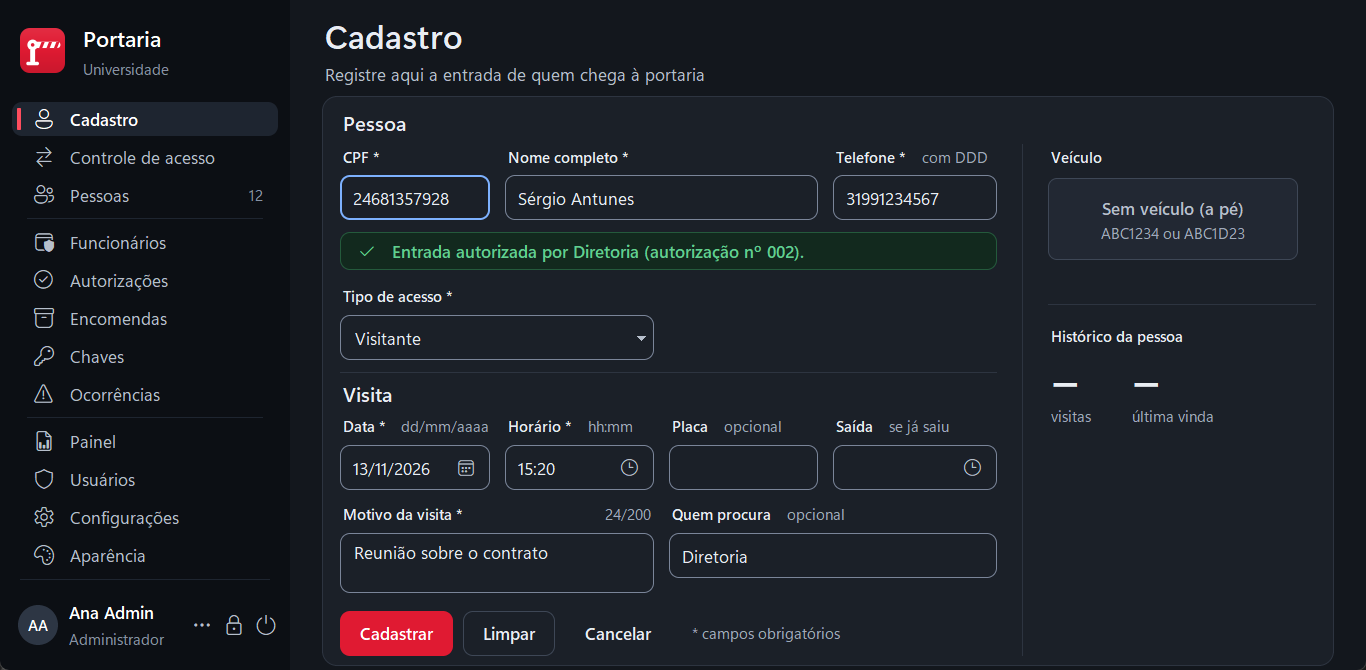 Portaria
Universidade
Cadastro
Controle de acesso
Pessoas 12
Funcionários
Autorizações
Encomendas
Chaves
Ocorrências
Painel
Usuários
Configurações
Aparência
AA
Ana Admin
Administrador
Cadastro
Registre aqui a entrada de quem chega à portaria
Pessoa
CPF * Nome completo * Telefone * com DDD
24681357928 Sérgio Antunes 31991234567
Entrada autorizada por Diretoria (autorização nº 002).
Tipo de acesso *
Visitante
Visita
Data * dd/mm/aaaa Horário * hh:mm Placa opcional Saída se já saiu
13/11/2026 15:20
Motivo da visita * 24/200 Quem procura opcional
Reunião sobre o contrato Diretoria
Cadastrar Limpar Cancelar * campos obrigatórios
Veículo
Sem veículo (a pé)
ABC1234 ou ABC1D23
Histórico da pessoa
— —
visitas última vinda